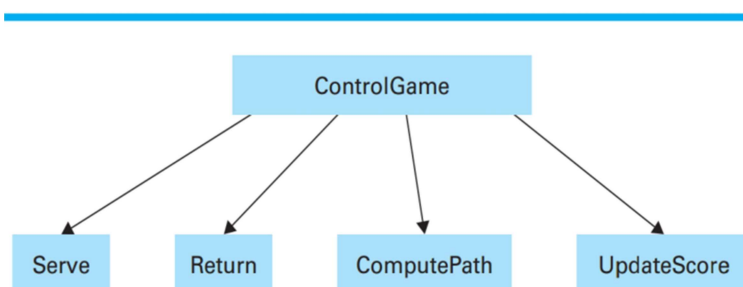 ControlGame
Serve
Return
ComputePath
UpdateScore